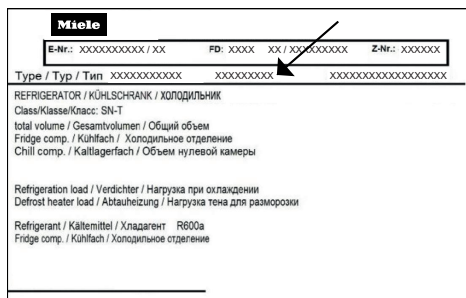 Miele
E-Nr.: XXXXXXXXXX / XX FD: XXXX XX / XXXXXXXXX Z-Nr.: XXXXXX
Type / Typ / Тип XXXXXXXXXXX XXXXXXXXX XXXXXXXXXXXXXXXXXX
REFRIGERATOR / KÜHLSCHRANK / ХОЛОДИЛЬНИК
Class/Klasse/Класс: SN-T
total volume / Gesamtvolumen / Общий объем
Fridge comp. / Kühlfach / Холодильное отделение
Chill comp. / Kaltlagerfach / Объем нулевой камеры
Refrigeration load / Verdichter / Нагрузка при охлаждении
Defrost heater load / Abtauheizung / Нагрузка тена для разморозки
Refrigerant / Kältemittel / Хладагент R600a
Fridge comp. / Kühlfach / Холодильное отделение